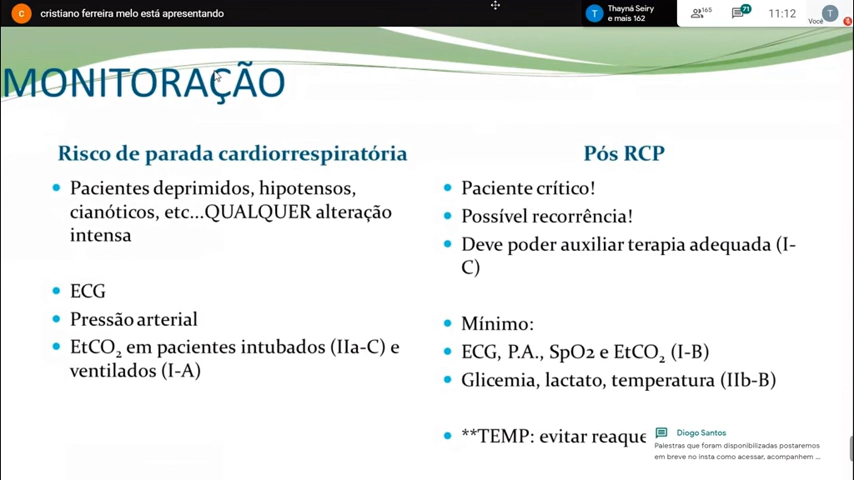 cristiano ferreira melo está apresentando
Thayná Seiry
e mais 162
165
71
11:12
Você
MONITORAÇÃO
Risco de parada cardiorrespiratória
Pacientes deprimidos, hipotensos,
cianóticos, etc...QUALQUER alteração
intensa
ECG
Pressão arterial
EtCO₂ em pacientes intubados (IIa-C) e
ventilados (I-A)
Pós RCP
Paciente crítico!
Possível recorrência!
Deve poder auxiliar terapia adequada (I-
C)
Mínimo:
ECG, P.A., SpO2 e EtCO₂ (I-B)
Glicemia, lactato, temperatura (IIb-B)
**TEMP: evitar reaque
Diogo Santos
Palestras que foram disponibilizadas postaremos
em breve no insta como acessar, acompanhem ...